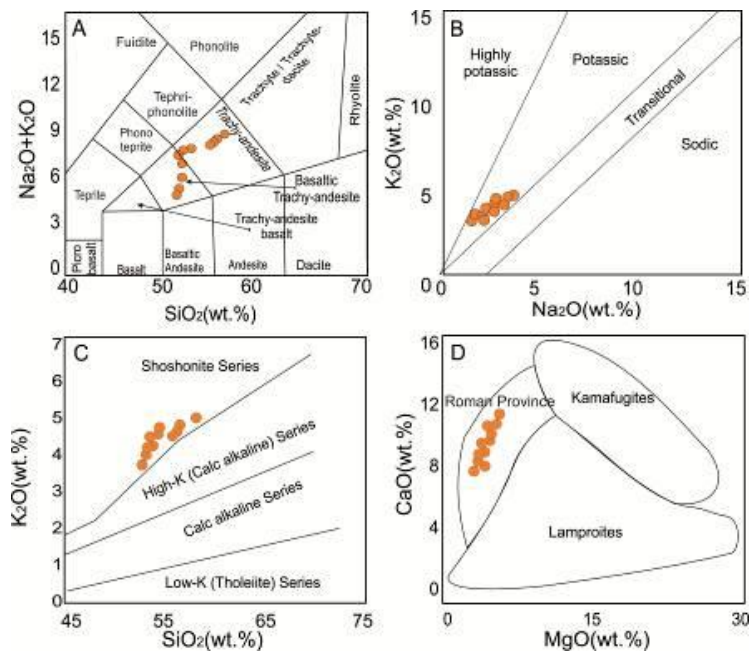 A
Na2O+K2O
15
12
9
6
3
0
Fuidite
Phonolite
Tephri-
phonolite
Trachyte / Trachyte-
dacite
Rhyolite
Phono
teprite
Trachy-andesite
Teprite
Basaltic
Trachy-andesite
Trachy-andesite
basalt
Picro
basalt
Basalt
Basaltic
Andesite
Andesite
Dacite
40
50
60
70
SiO2(wt.%)
B
K2O(wt.%)
15
10
5
0
Highly
potassic
Potassic
Transitional
Sodic
0
5
10
15
Na2O(wt.%)
C
K2O(wt.%)
7
6
5
4
3
2
1
0
Shoshonite Series
High-K (Calc alkaline) Series
Calc alkaline Series
Low-K (Tholeiite) Series
45
55
65
75
SiO2(wt.%)
D
CaO(wt.%)
16
12
8
4
0
Roman Province
Kamafugites
Lamproites
0
15
30
MgO(wt.%)